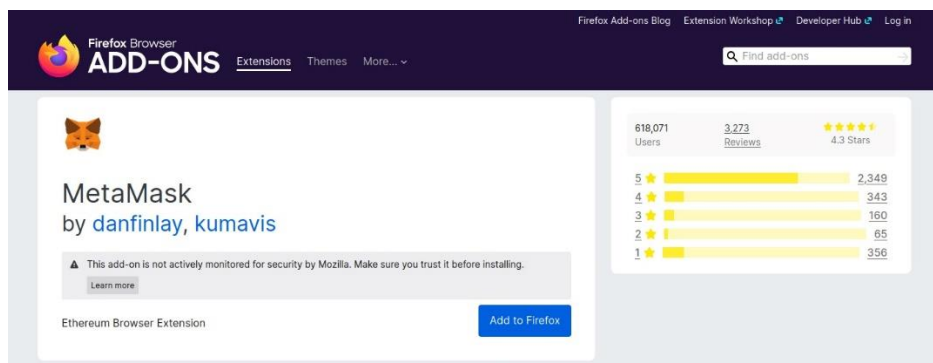 Firefox Add-ons Blog Extension Workshop Developer Hub Log in
Firefox Browser
ADD-ONS
Extensions Themes More...
Find add-ons
MetaMask
by danfinlay, kumavis
This add-on is not actively monitored for security by Mozilla. Make sure you trust it before installing.
Learn more
Ethereum Browser Extension
Add to Firefox
618,071 3,273
Users Reviews 4.3 Stars
5 2,349
4 343
3 160
2 65
1 356